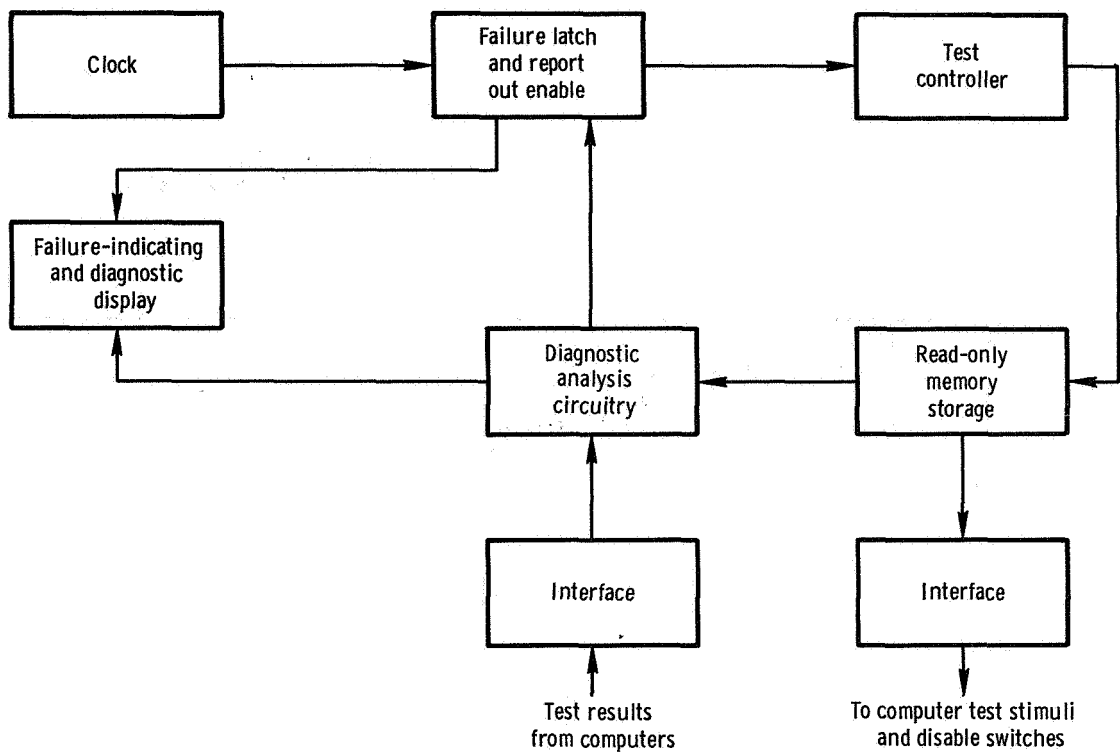 Clock
Failure latch
and report
out enable
Test
controller
Failure-indicating
and diagnostic
display
Diagnostic
analysis
circuitry
Read-only
memory
storage
Interface
Interface
Test results
from computers
To computer test stimuli
and disable switches